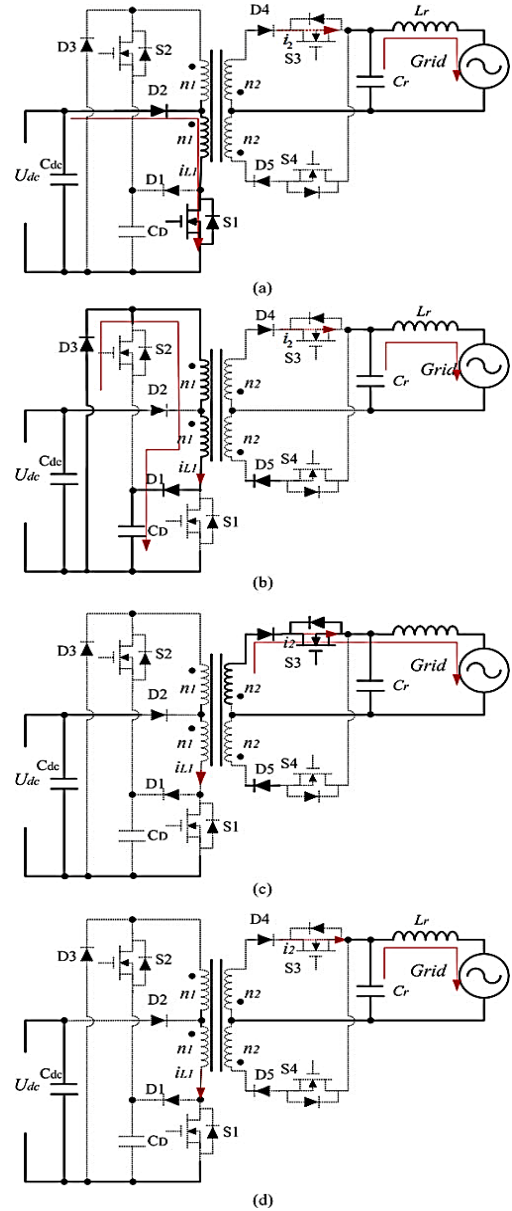 D4
D3
S2
i2
S3
Lr
Grid
n1
n2
Cr
D2
Udc
Cdc
n1
n2
S4
D1
iL1
D5
CD
S1
(a)
D4
Lr
D3
S2
i2
S3
n1
n2
Cr
Grid
D2
n1
n2
Udc
Cdc
S4
iL1
D5
D1
CD
S1
(b)
D3
S2
i2
S3
Grid
n1
n2
Cr
D2
n1
Udc
Cdc
S4
D1
iL1
D5
CD
S1
(c)
D4
Lr
D3
S2
i2
S3
Grid
n1
n2
Cr
D2
n1
n2
Udc
Cdc
S4
D1
iL1
D5
CD
S1
(d)